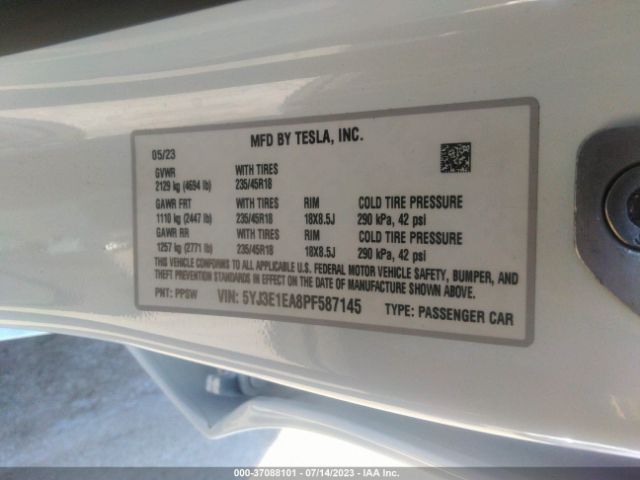 MFD BY TESLA, INC.
05/23
GVWR WITH TIRES
2129 kg (4694 lb) 235/45R18
GAWR FRT WITH TIRES RIM COLD TIRE PRESSURE
1110 kg (2447 lb) 235/45R18 18X8.5J 290 kPa, 42 psi
GAWR RR WITH TIRES RIM COLD TIRE PRESSURE
1257 kg (2771 lb) 235/45R18 18X8.5J 290 kPa, 42 psi
THIS VEHICLE CONFORMS TO ALL APPLICABLE U.S. FEDERAL MOTOR VEHICLE SAFETY, BUMPER, AND
THEFT PREVENTION STANDARDS IN EFFECT ON THE DATE OF MANUFACTURE SHOWN ABOVE.
PNT: PPSW VIN: 5YJ3E1EA8PF587145 TYPE: PASSENGER CAR
000-37088101 / 07/14/2023 / IAA Inc.